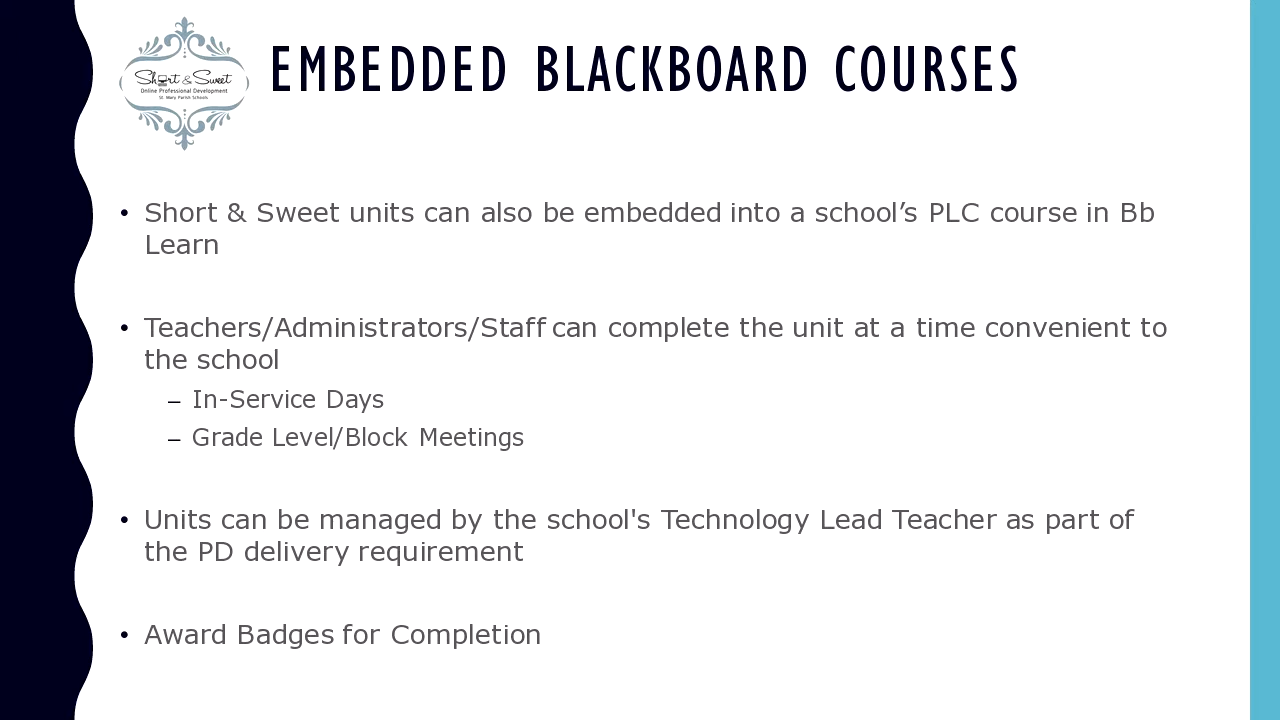 Short & Sweet
Online Professional Development
St. Mary Parish Schools
EMBEDDED BLACKBOARD COURSES
• Short & Sweet units can also be embedded into a school’s PLC course in Bb
Learn
• Teachers/Administrators/Staff can complete the unit at a time convenient to
the school
– In-Service Days
– Grade Level/Block Meetings
• Units can be managed by the school's Technology Lead Teacher as part of
the PD delivery requirement
• Award Badges for Completion